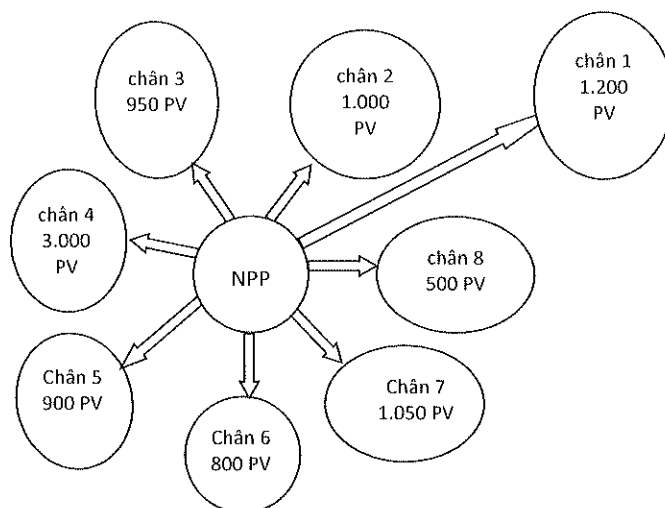 chân 1
1.200
PV
chân 2
1.000
PV
chân 3
950 PV
chân 4
3.000
PV
NPP
chân 8
500 PV
Chân 5
900 PV
Chân 6
800 PV
Chân 7
1.050 PV